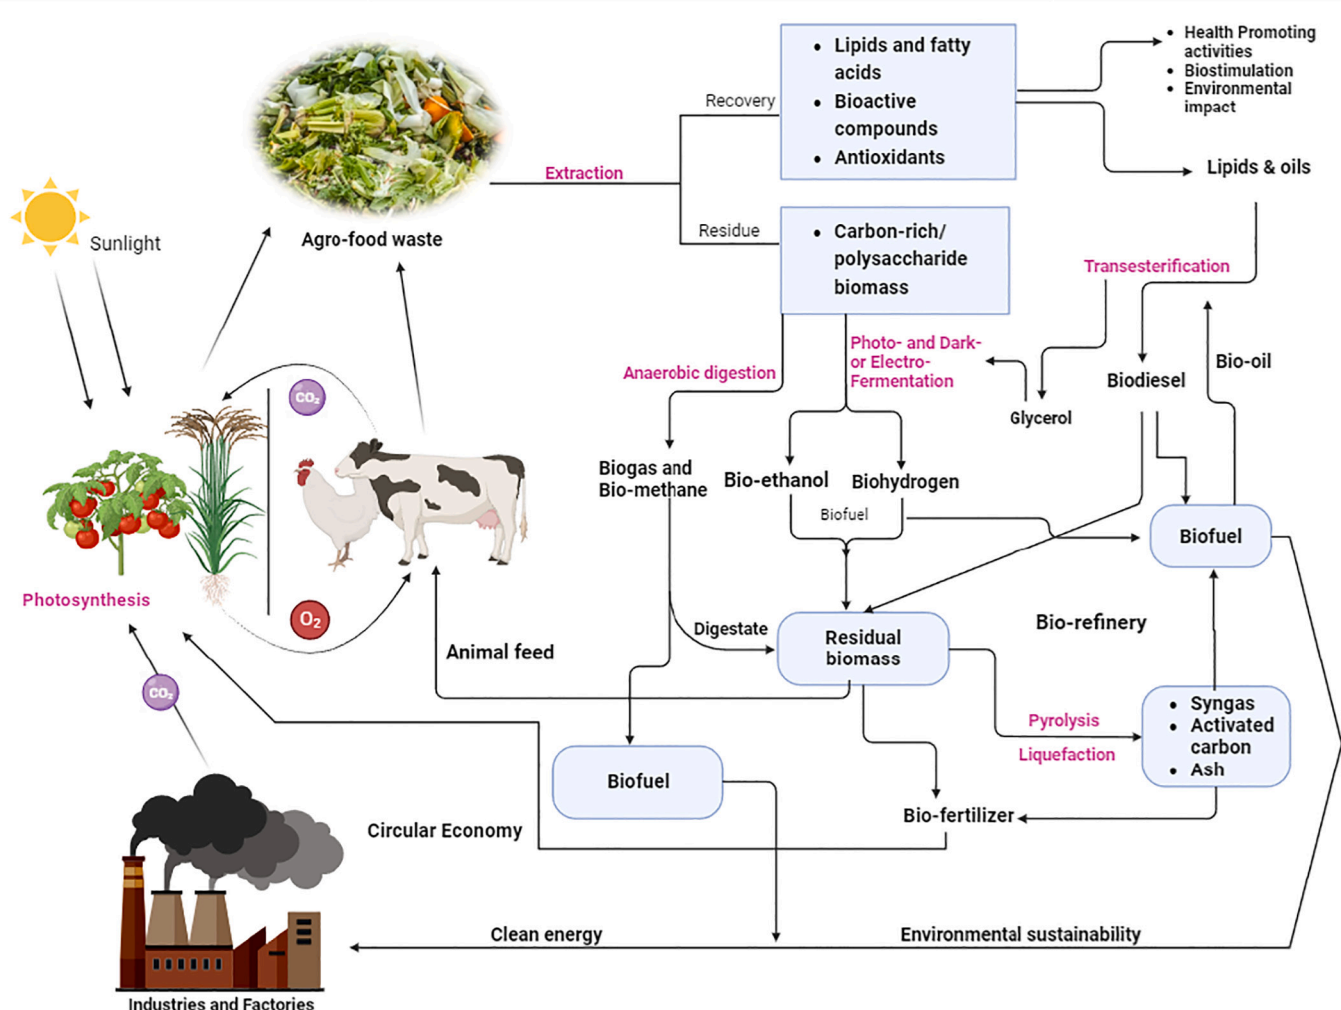 • Lipids and fatty
acids
• Bioactive
compounds
• Antioxidants
• Health Promoting
activities
• Biostimulation
• Environmental
impact
Recovery
Extraction
Lipids & oils
Sunlight
Agro-food waste
Residue
• Carbon-rich/
polysaccharide
biomass
Transesterification
Photo- and Dark-
or Electro-
Fermentation
Anaerobic digestion
Bio-oil
Biodiesel
Glycerol
CO₂
Biogas and
Bio-methane
Bio-ethanol
Biohydrogen
Biofuel
Biofuel
Photosynthesis
O₂
Digestate
Residual
biomass
Bio-refinery
Animal feed
CO₂
Pyrolysis
Liquefaction
• Syngas
• Activated
carbon
• Ash
Biofuel
Bio-fertilizer
Circular Economy
Clean energy
Environmental sustainability
Industries and Factories